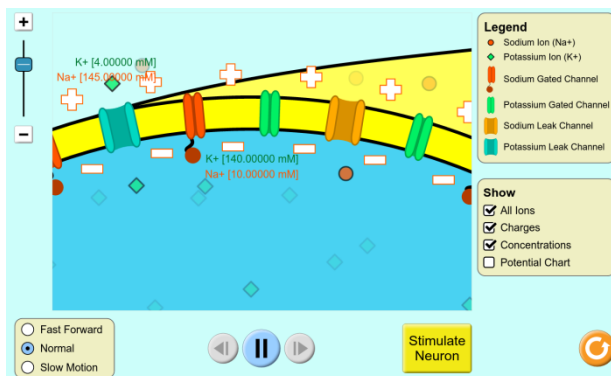 +
K+ [4.00000 mM]
Na+ [145.00000 mM]
K+ [140.00000 mM]
Na+ [10.00000 mM]
Legend
Sodium Ion (Na+)
Potassium Ion (K+)
Sodium Gated Channel
Potassium Gated Channel
Sodium Leak Channel
Potassium Leak Channel
Show
All Ions
Charges
Concentrations
Potential Chart
Fast Forward
Normal
Slow Motion
Stimulate
Neuron